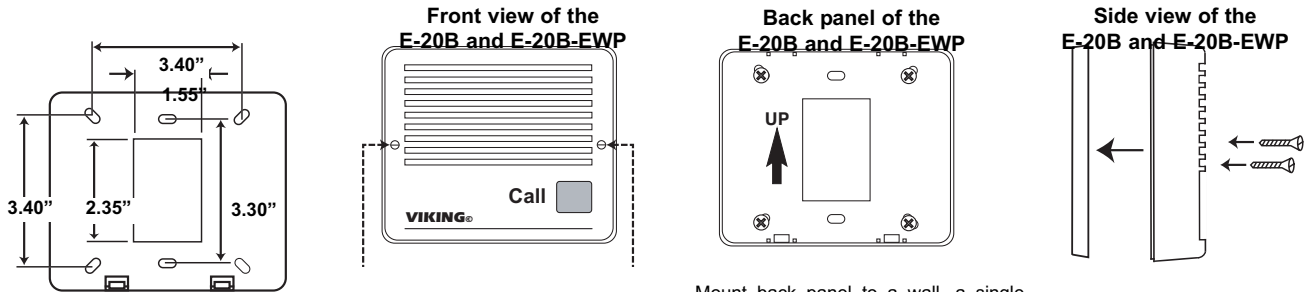 3.40”
1.55”
3.40”
2.35”
3.30”
Front view of the
E-20B and E-20B-EWP
Call
VIKING©
Back panel of the
E-20B and E-20B-EWP
UP
Mount back panel to a wall, a single
Side view of the
E-20B and E-20B-EWP